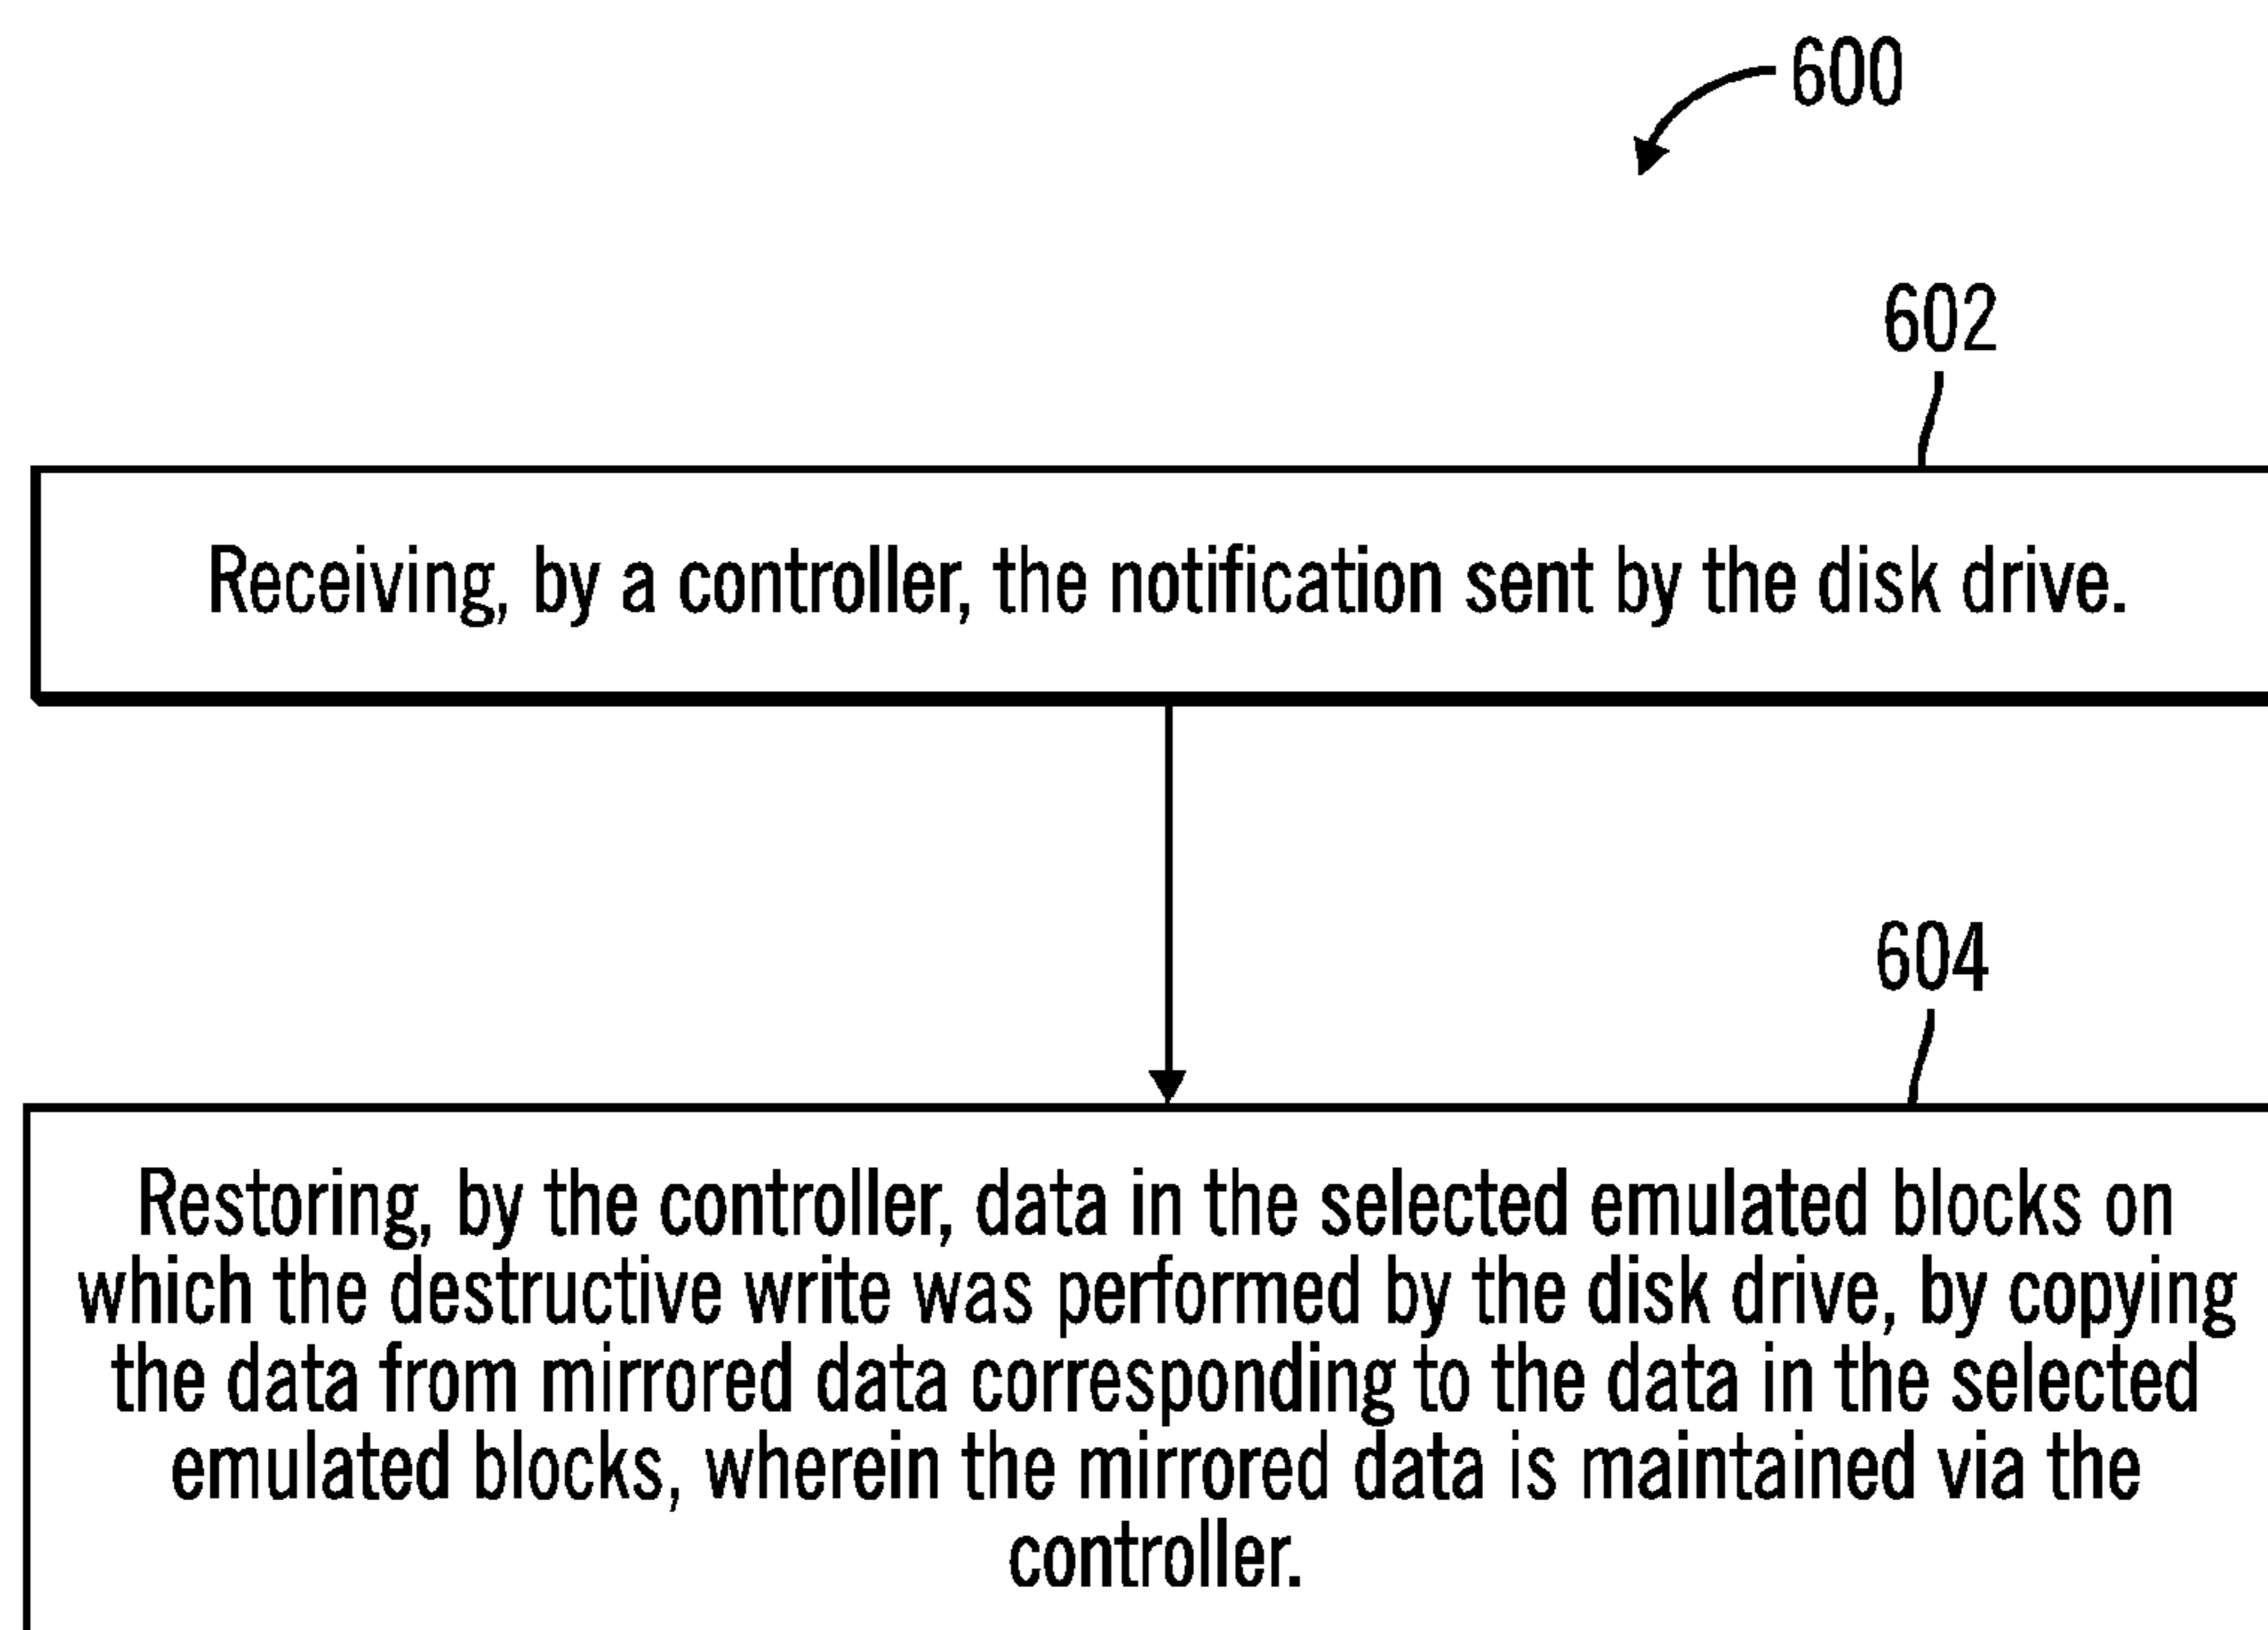 600
602
Receiving, by a controller, the notification sent by the disk drive.
604
Restoring, by the controller, data in the selected emulated blocks on
which the destructive write was performed by the disk drive, by copying
the data from mirrored data corresponding to the data in the selected
emulated blocks, wherein the mirrored data is maintained via the
controller.